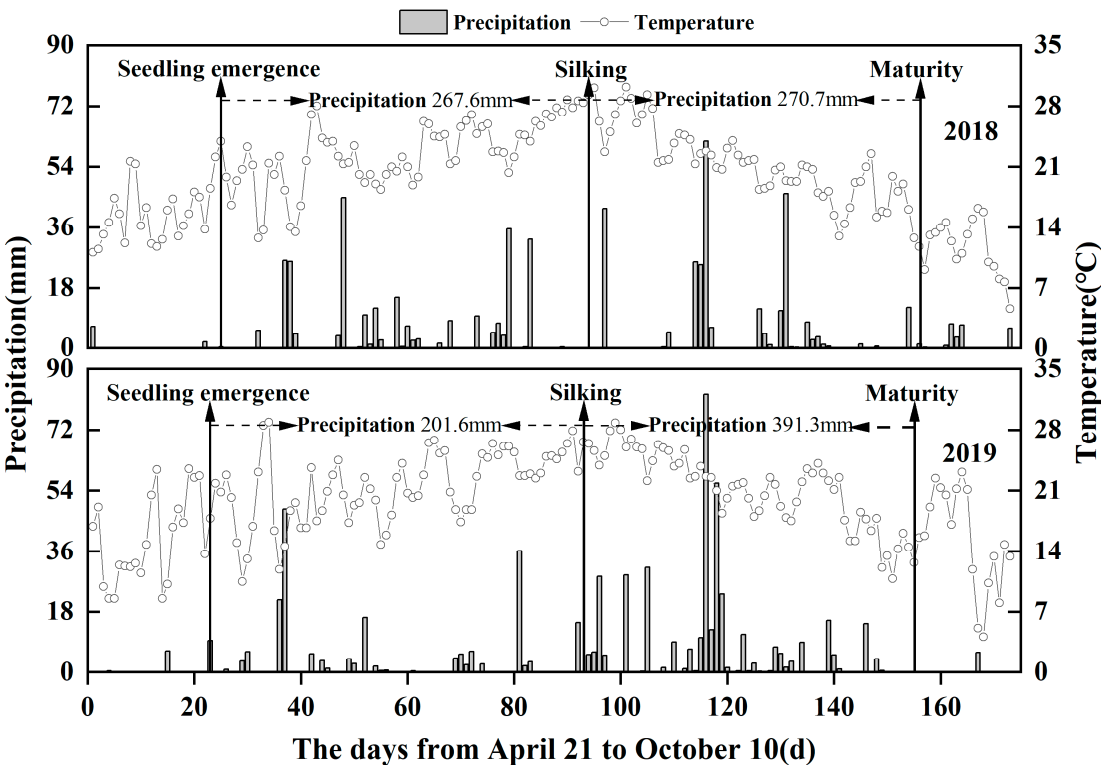 Precipitation Temperature
Precipitation(mm)
Temperature(°C)
90 35
72 28
54 21
36 14
18 7
0 0
Seedling emergence Silking Maturity
Precipitation 267.6mm Precipitation 270.7mm
2018
90 35
72 28
54 21
36 14
18 7
0 0
Seedling emergence Silking Maturity
Precipitation 201.6mm Precipitation 391.3mm
2019
0 20 40 60 80 100 120 140 160
The days from April 21 to October 10(d)